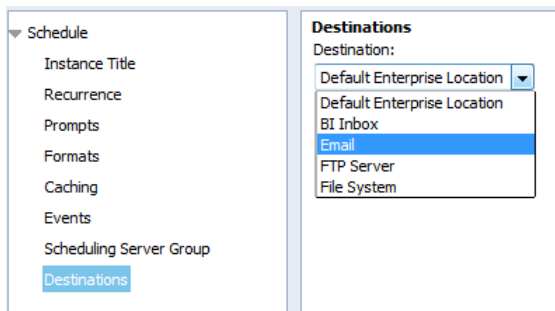 Schedule
Instance Title
Recurrence
Prompts
Formats
Caching
Events
Scheduling Server Group
Destinations
Destinations
Destination:
Default Enterprise Location
Default Enterprise Location
BI Inbox
Email
FTP Server
File System